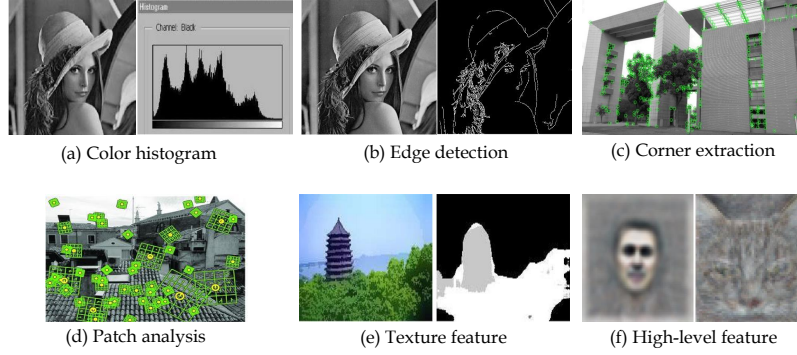 Histogram
Channel: Black
(a) Color histogram
(b) Edge detection
(c) Corner extraction
(d) Patch analysis
(e) Texture feature
(f) High-level feature